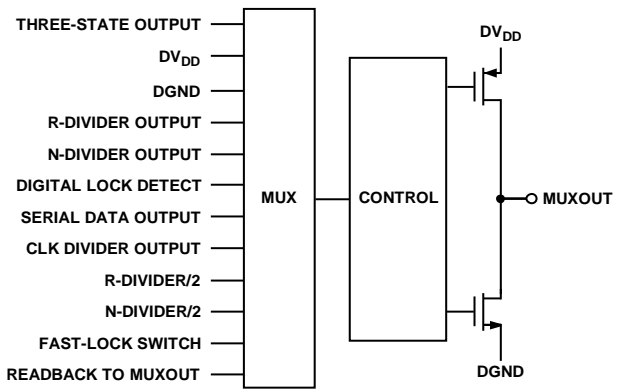 THREE-STATE OUTPUT
DVDD
DGND
R-DIVIDER OUTPUT
N-DIVIDER OUTPUT
DIGITAL LOCK DETECT
SERIAL DATA OUTPUT
CLK DIVIDER OUTPUT
R-DIVIDER/2
N-DIVIDER/2
FAST-LOCK SWITCH
READBACK TO MUXOUT
MUX
CONTROL
DVDD
MUXOUT
DGND